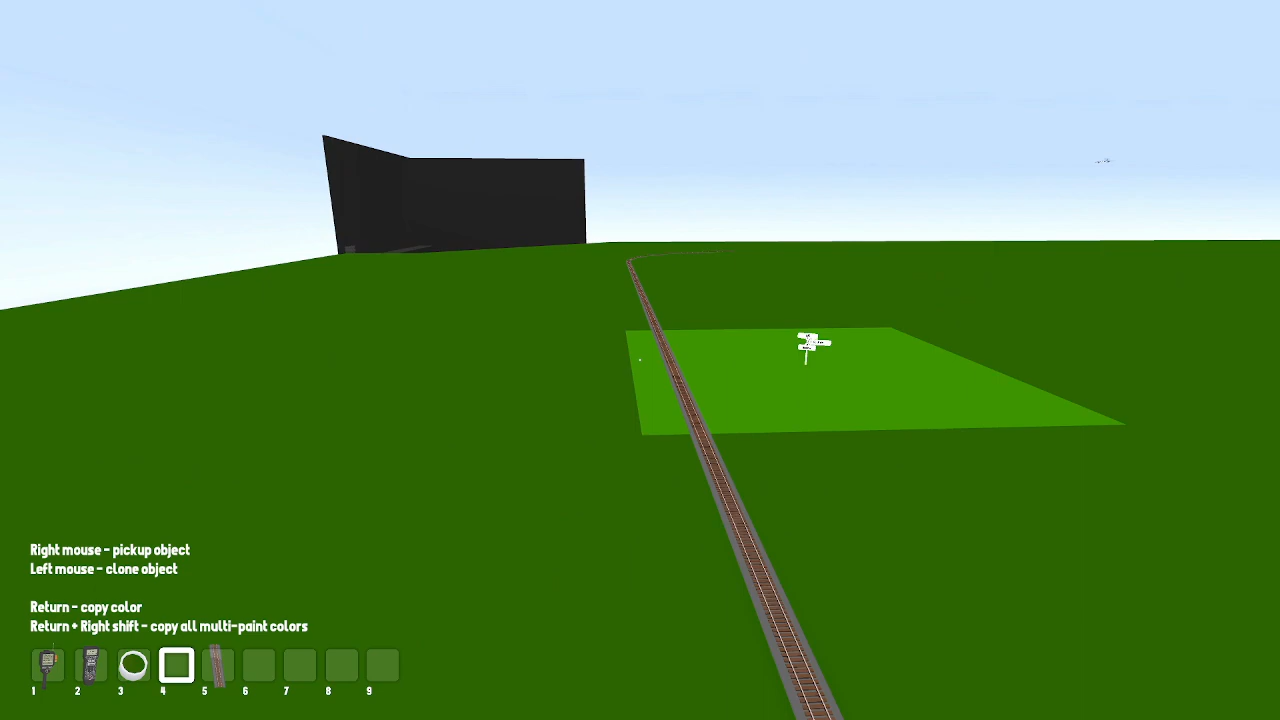 Right mouse - pickup object
Left mouse - clone object
Return - copy color
Return + Right shift - copy all multi-paint colors
1 2 3 4 5 6 7 8 9